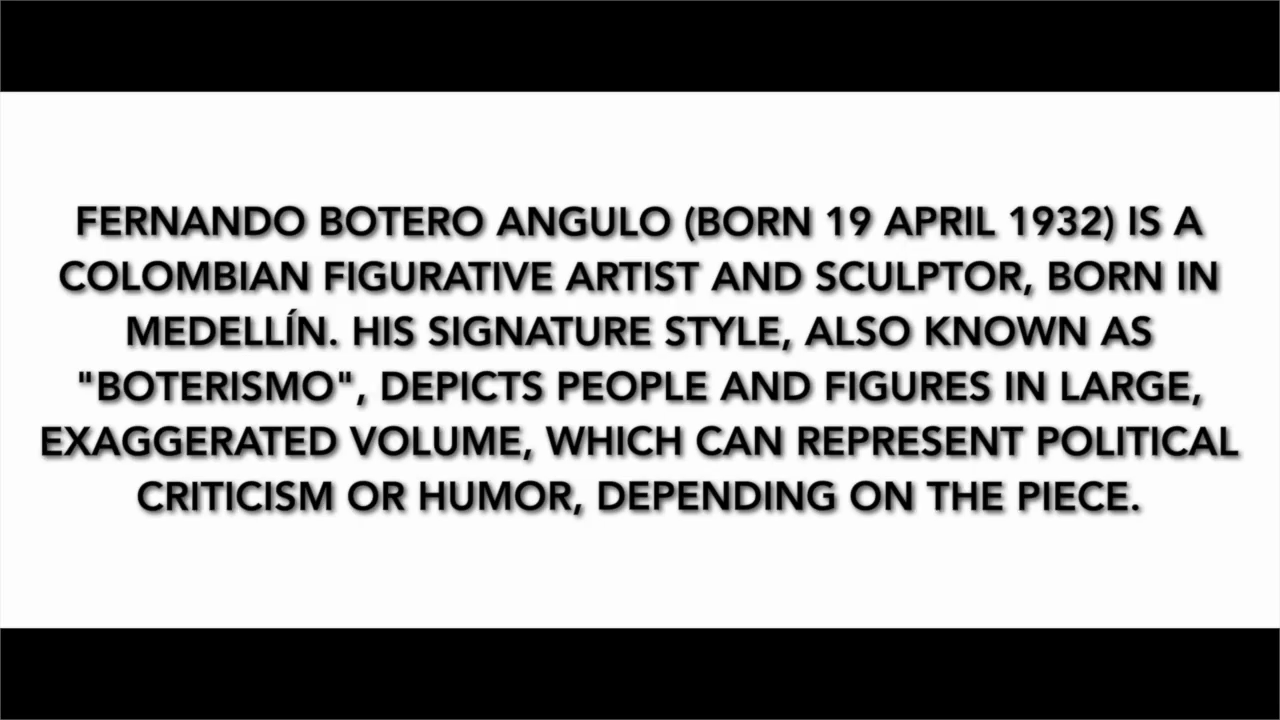 FERNANDO BOTERO ANGULO (BORN 19 APRIL 1932) IS A
COLOMBIAN FIGURATIVE ARTIST AND SCULPTOR, BORN IN
MEDELLÍN. HIS SIGNATURE STYLE, ALSO KNOWN AS
"BOTERISMO", DEPICTS PEOPLE AND FIGURES IN LARGE,
EXAGGERATED VOLUME, WHICH CAN REPRESENT POLITICAL
CRITICISM OR HUMOR, DEPENDING ON THE PIECE.